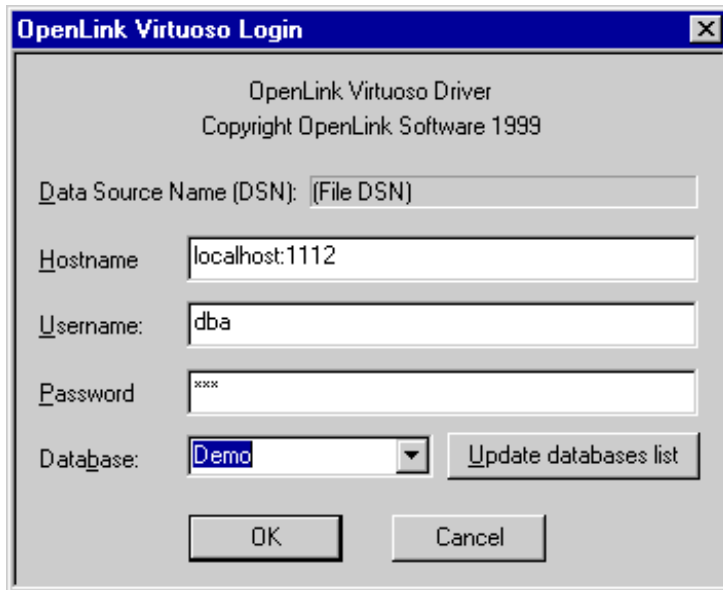 OpenLink Virtuoso Login
OpenLink Virtuoso Driver
Copyright OpenLink Software 1999
Data Source Name (DSN): (File DSN)
Hostname localhost:1112
Username: dba
Password ***
Database: Demo Update databases list
OK Cancel